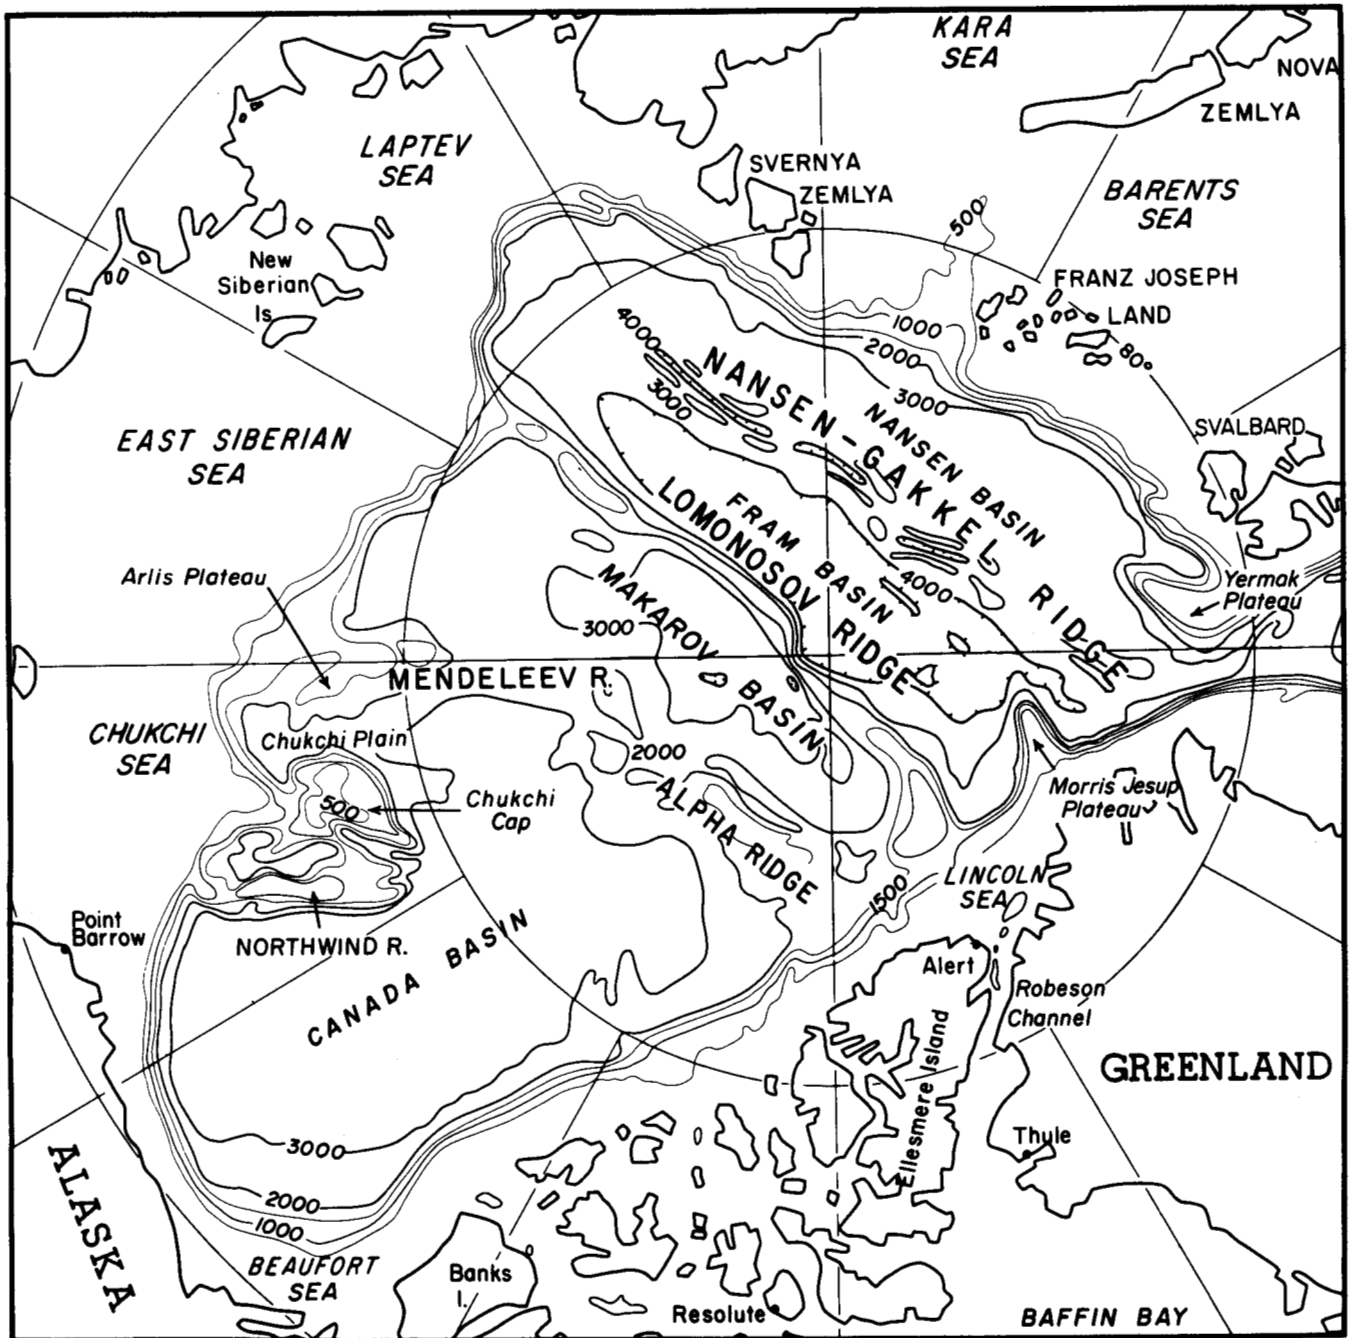 KARA
SEA
NOVA
ZEMLYA
LAPTEV
SEA
SVERNYA
ZEMLYA
BARENTS
SEA
500
New
Siberian
Is
FRANZ JOSEPH
LAND
80°
1000
2000
3000
4000
3000
NANSEN-GAKKEL RIDGE
NANSEN BASIN
SVALBARD
EAST SIBERIAN
SEA
FRAM BASIN
LOMONOSOV RIDGE
4000
Yermak
Plateau
Arlis Plateau
MAKAROV BASIN
3000
MENDELEEV R.
CHUKCHI
SEA
Chukchi Plain
2000
500
Chukchi
Cap
ALPHA RIDGE
Morris Jesup
Plateau
LINCOLN
SEA
1500
Point
Barrow
NORTHWIND R.
CANADA BASIN
Alert
Robeson
Channel
Ellesmere Island
GREENLAND
3000
Thule
ALASKA
2000
1000
BEAUFORT
SEA
Banks
I.
Resolute
BAFFIN BAY